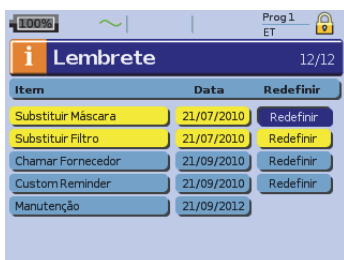 100% Prog 1
ET
i Lembrete 12/12
Item Data Redefinir
Substituir Máscara 21/07/2010 Redefinir
Substituir Filtro 21/07/2010 Redefinir
Chamar Fornecedor 21/09/2010 Redefinir
Custom Reminder 21/09/2010 Redefinir
Manutenção 21/09/2012